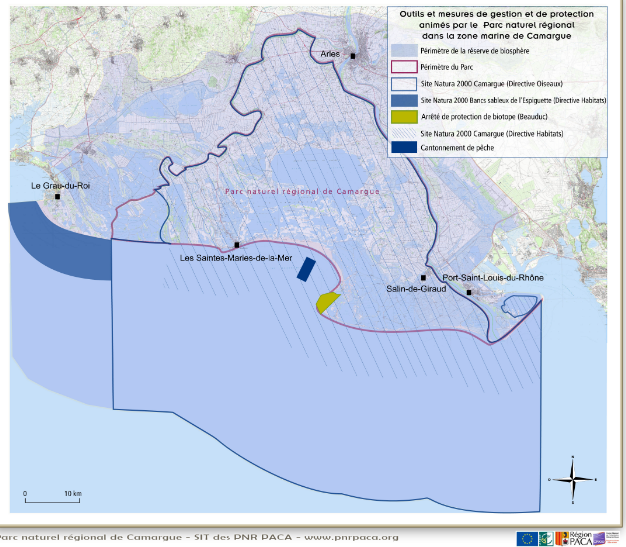 Outils et mesures de gestion et de protection
animés par le Parc naturel régional
dans la zone marine de Camargue
Périmètre de la réserve de biosphère
Périmètre du Parc
Site Natura 2000 Camargue (Directive Oiseaux)
Site Natura 2000 Bancs sableux de l'Espiguette (Directive Habitats)
Arrêté de protection de biotope (Beauduc)
Site Natura 2000 Camargue (Directive Habitats)
Cantonnement de pêche
Arles
Le Grau-du-Roi
Parc naturel régional de Camargue
Les Saintes-Maries-de-la-Mer
Port-Saint-Louis-du-Rhône
Salin-de-Giraud
0 10 km
Parc naturel régional de Camargue - SIT des PNR PACA - www.pnrpaca.org
Région
PACA